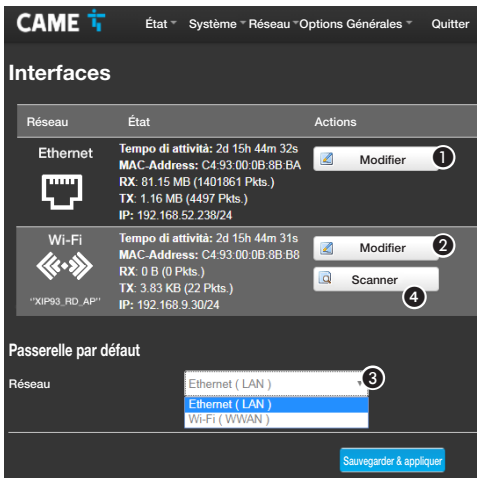 CAME État Système Réseau Options Générales Quitter
Interfaces
Réseau État Actions
Ethernet
Tempo di attività: 2d 15h 44m 32s
MAC-Address: C4:93:00:0B:8B:BA
RX: 81.15 MB (1401861 Pkts.)
TX: 1.16 MB (4497 Pkts.)
IP: 192.168.52.238/24
Modifier 1
Wi-Fi
"XIP93_RD_AP"
Tempo di attività: 2d 15h 44m 31s
MAC-Address: C4:93:00:0B:8B:B8
RX: 0 B (0 Pkts.)
TX: 3.83 KB (22 Pkts.)
IP: 192.168.9.30/24
Modifier 2
Scanner 4
Passerelle par défaut
Réseau Ethernet ( LAN ) 3
Ethernet ( LAN )
Wi-Fi ( WWAN )
Sauvegarder & appliquer